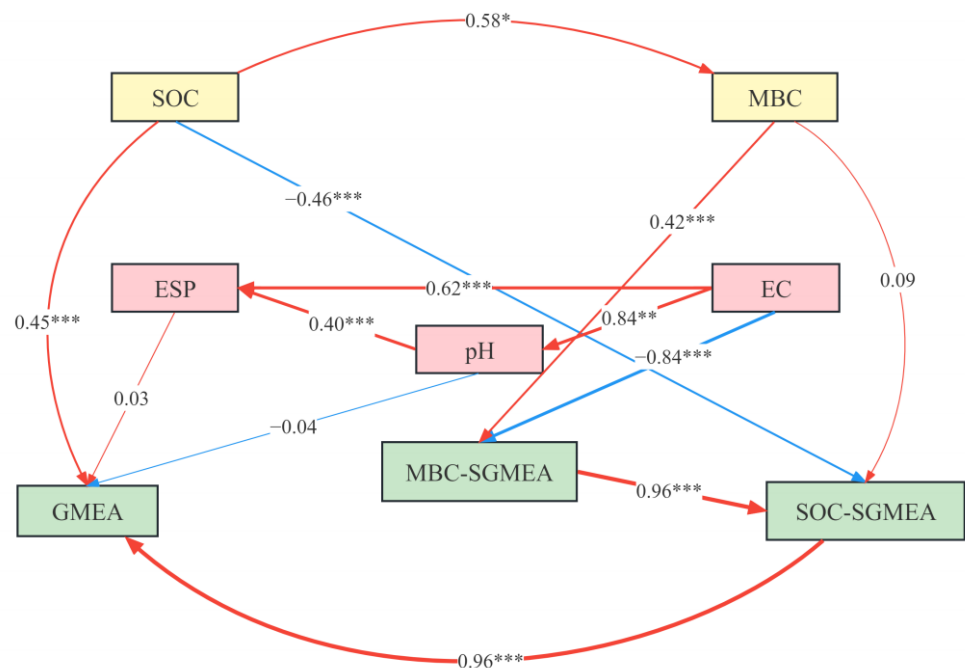 0.58*
SOC
MBC
−0.46***
0.42***
ESP
EC
0.62***
0.09
0.45***
0.40***
0.84**
pH
−0.84***
0.03
−0.04
MBC-SGMEA
0.96***
GMEA
SOC-SGMEA
0.96***